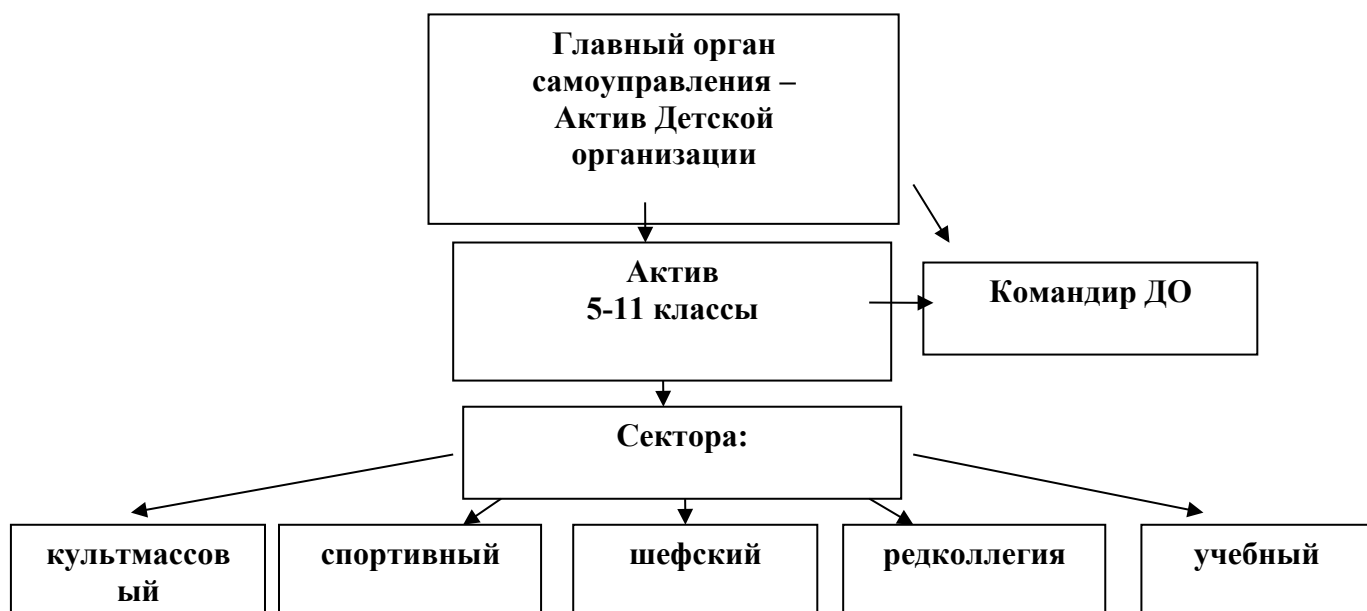 Главный орган
самоуправления –
Актив Детской
организации
Актив
5-11 классы
Командир ДО
Сектора:
культмассов
ый
спортивный
шефский
редколлегия
учебный